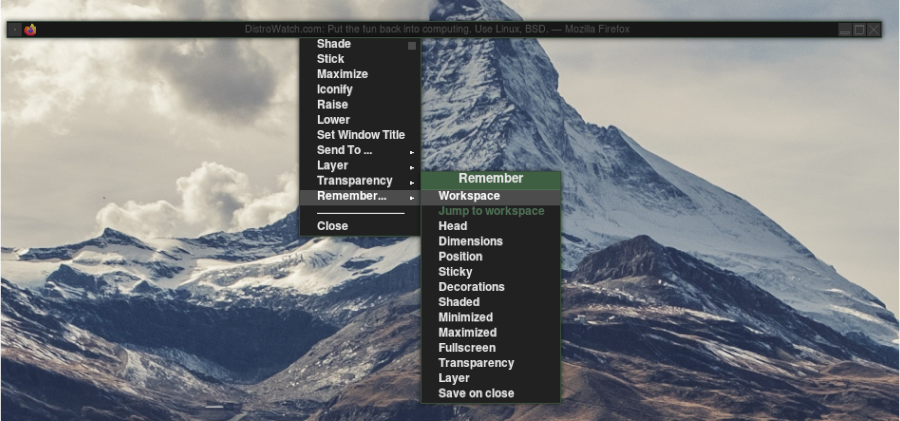 DistroWatch.com: Put the fun back into computing. Use Linux, BSD. — Mozilla Firefox
Shade
Stick
Maximize
Iconify
Raise
Lower
Set Window Title
Send To ...
Layer
Transparency
Remember...
Close
Remember
Workspace
Jump to workspace
Head
Dimensions
Position
Sticky
Decorations
Shaded
Minimized
Maximized
Fullscreen
Transparency
Layer
Save on close